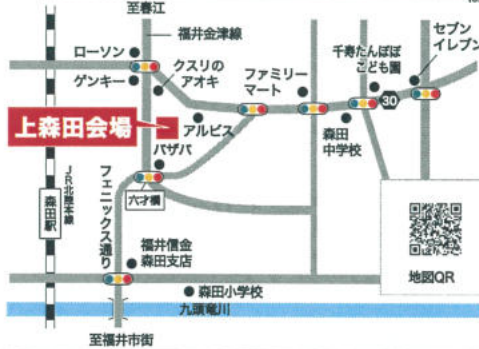 至春江
福井金津線
ローソン
ゲンキー
クスリの
アオキ
ファミリー
マート
千寿たんぽぽ
こども園
セブン
イレブン
30
上森田会場
アルビス
バザバ
森田
中学校
JR北陸本線
森田駅
フェニックス通り
六才橋
福井信金
森田支店
森田小学校
九頭竜川
至福井市街
地図QR